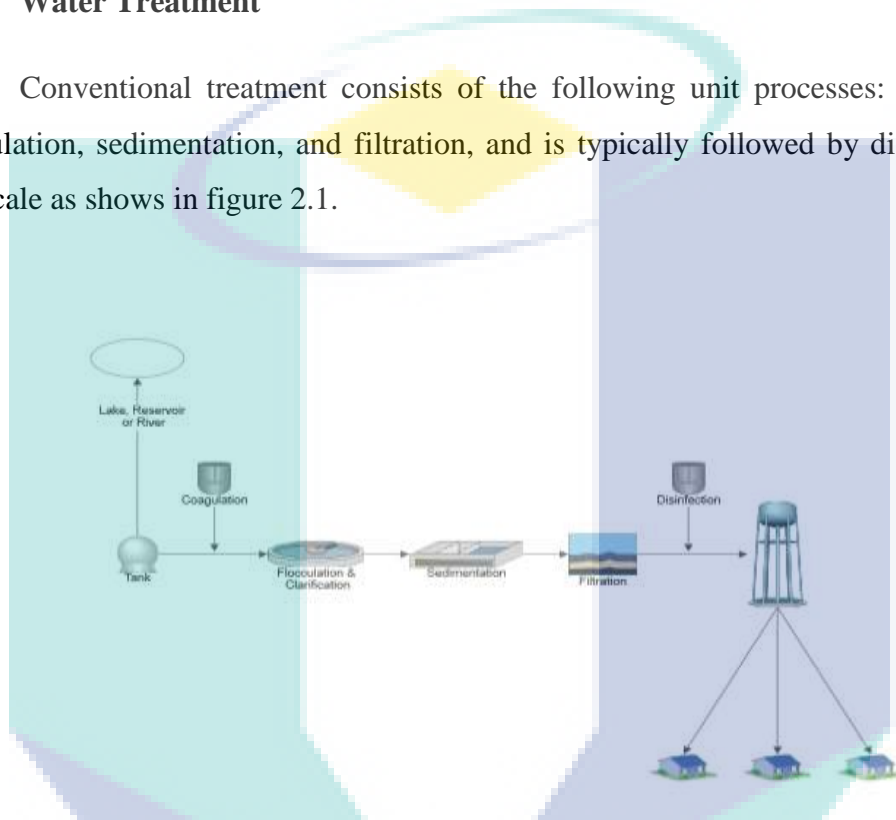 Water Treatment
Conventional treatment consists of the following unit processes:
ulation, sedimentation, and filtration, and is typically followed by di
cale as shows in figure 2.1.
Lake, Reservoir
or River
Coagulation
Disinfection
Tank
Flocculation &
Clarification
Sedimentation
Filtration